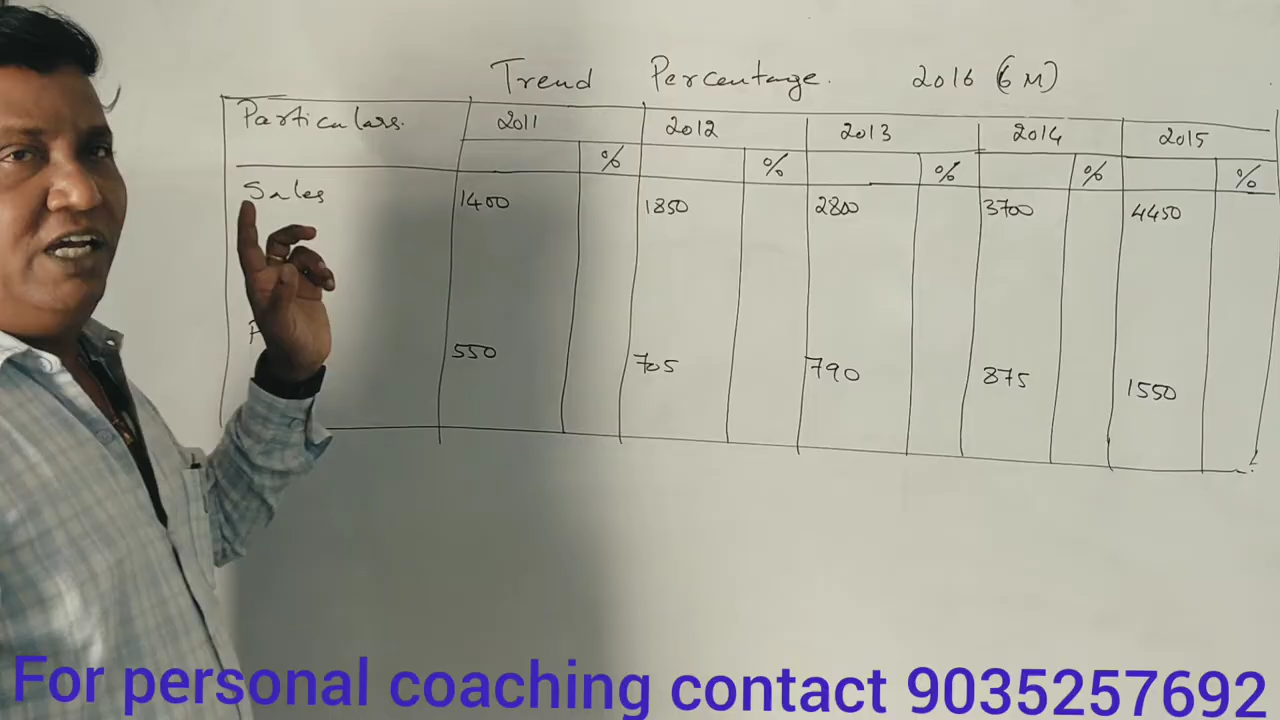 Trend Percentage. 2016 (6 M)
Particulars. 2011 2012 2013 2014 2015
% % % % %
Sales 1400 1850 2800 3700 4450
550 705 790 875 1550
For personal coaching contact 9035257692